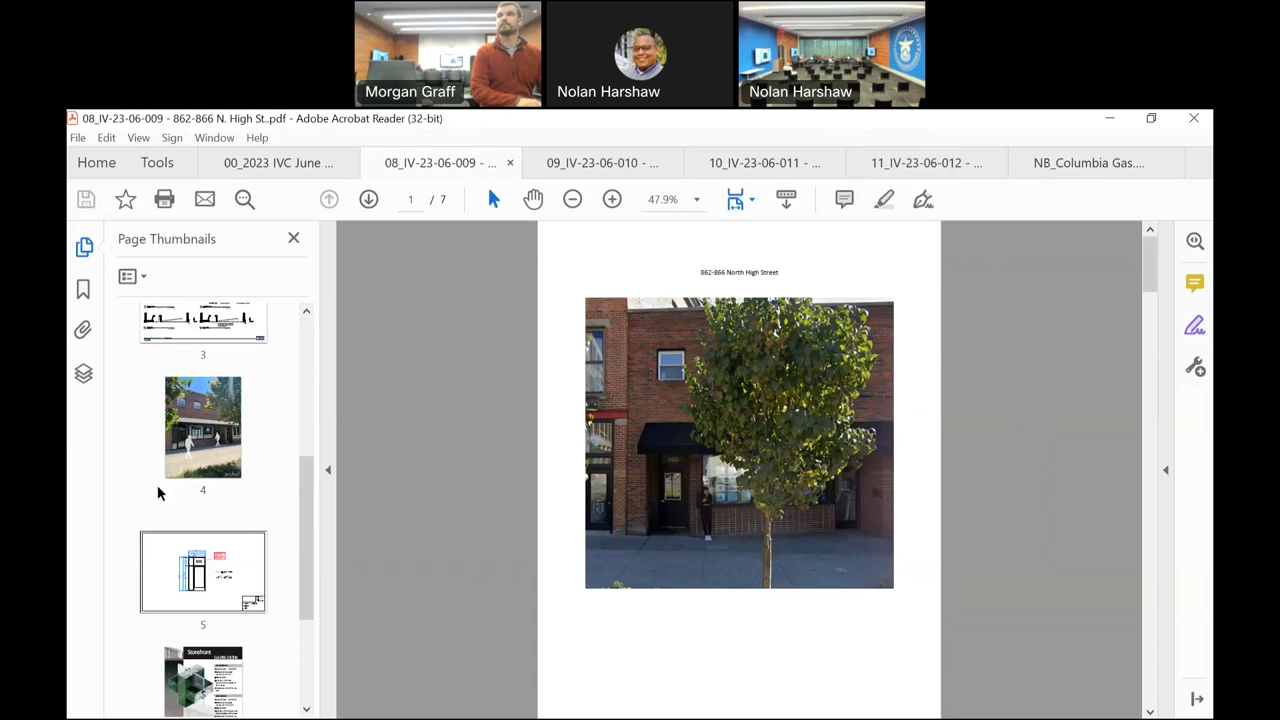 Morgan Graff
Nolan Harshaw
Nolan Harshaw
08_IV-23-06-009 - 862-866 N. High St..pdf - Adobe Acrobat Reader (32-bit)
File Edit View Sign Window Help
Home Tools 00_2023 IVC June ... 08_IV-23-06-009 - ... 09_IV-23-06-010 - ... 10_IV-23-06-011 - ... 11_IV-23-06-012 - ... NB_Columbia Gas....
1 / 7 47.9%
Page Thumbnails
3
4
5
Storefront
862-866 North High Street